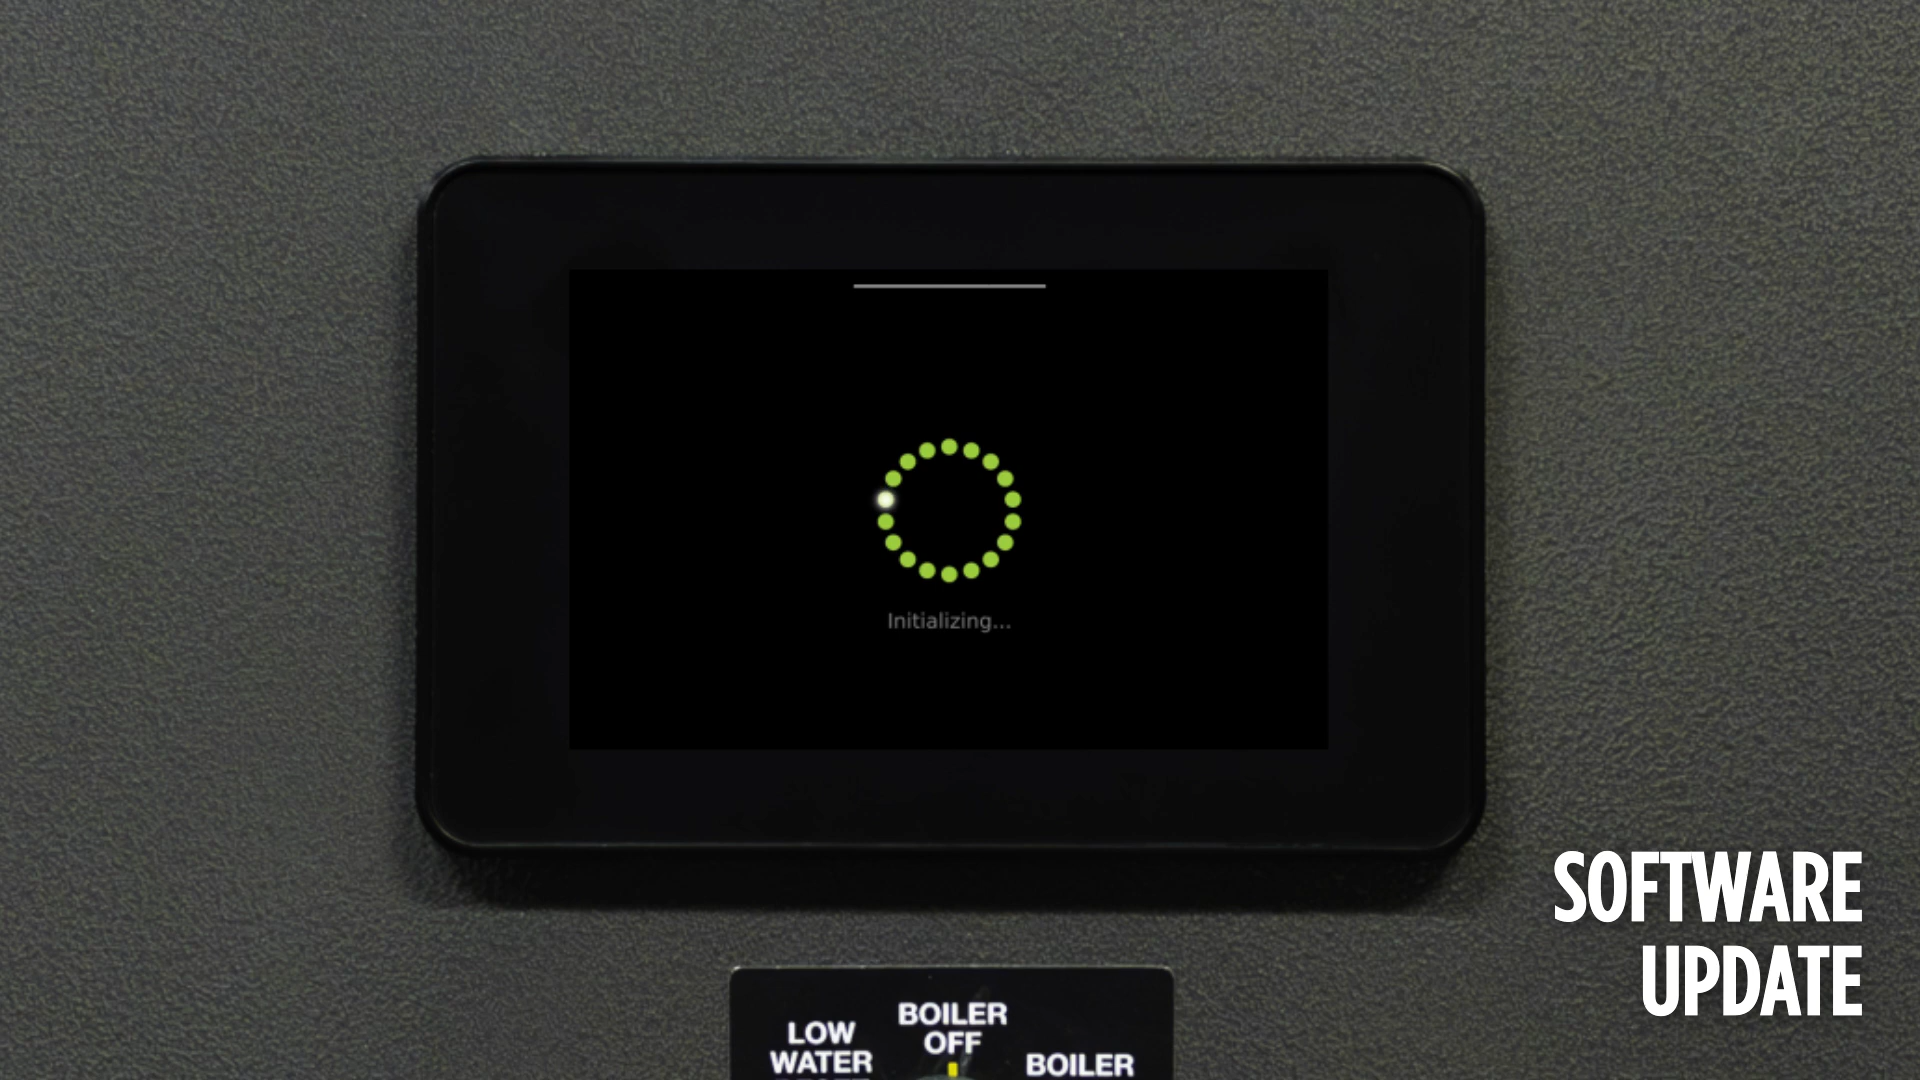 Initializing...
SOFTWARE
UPDATE
BOILER
OFF
LOW
WATER
BOILER